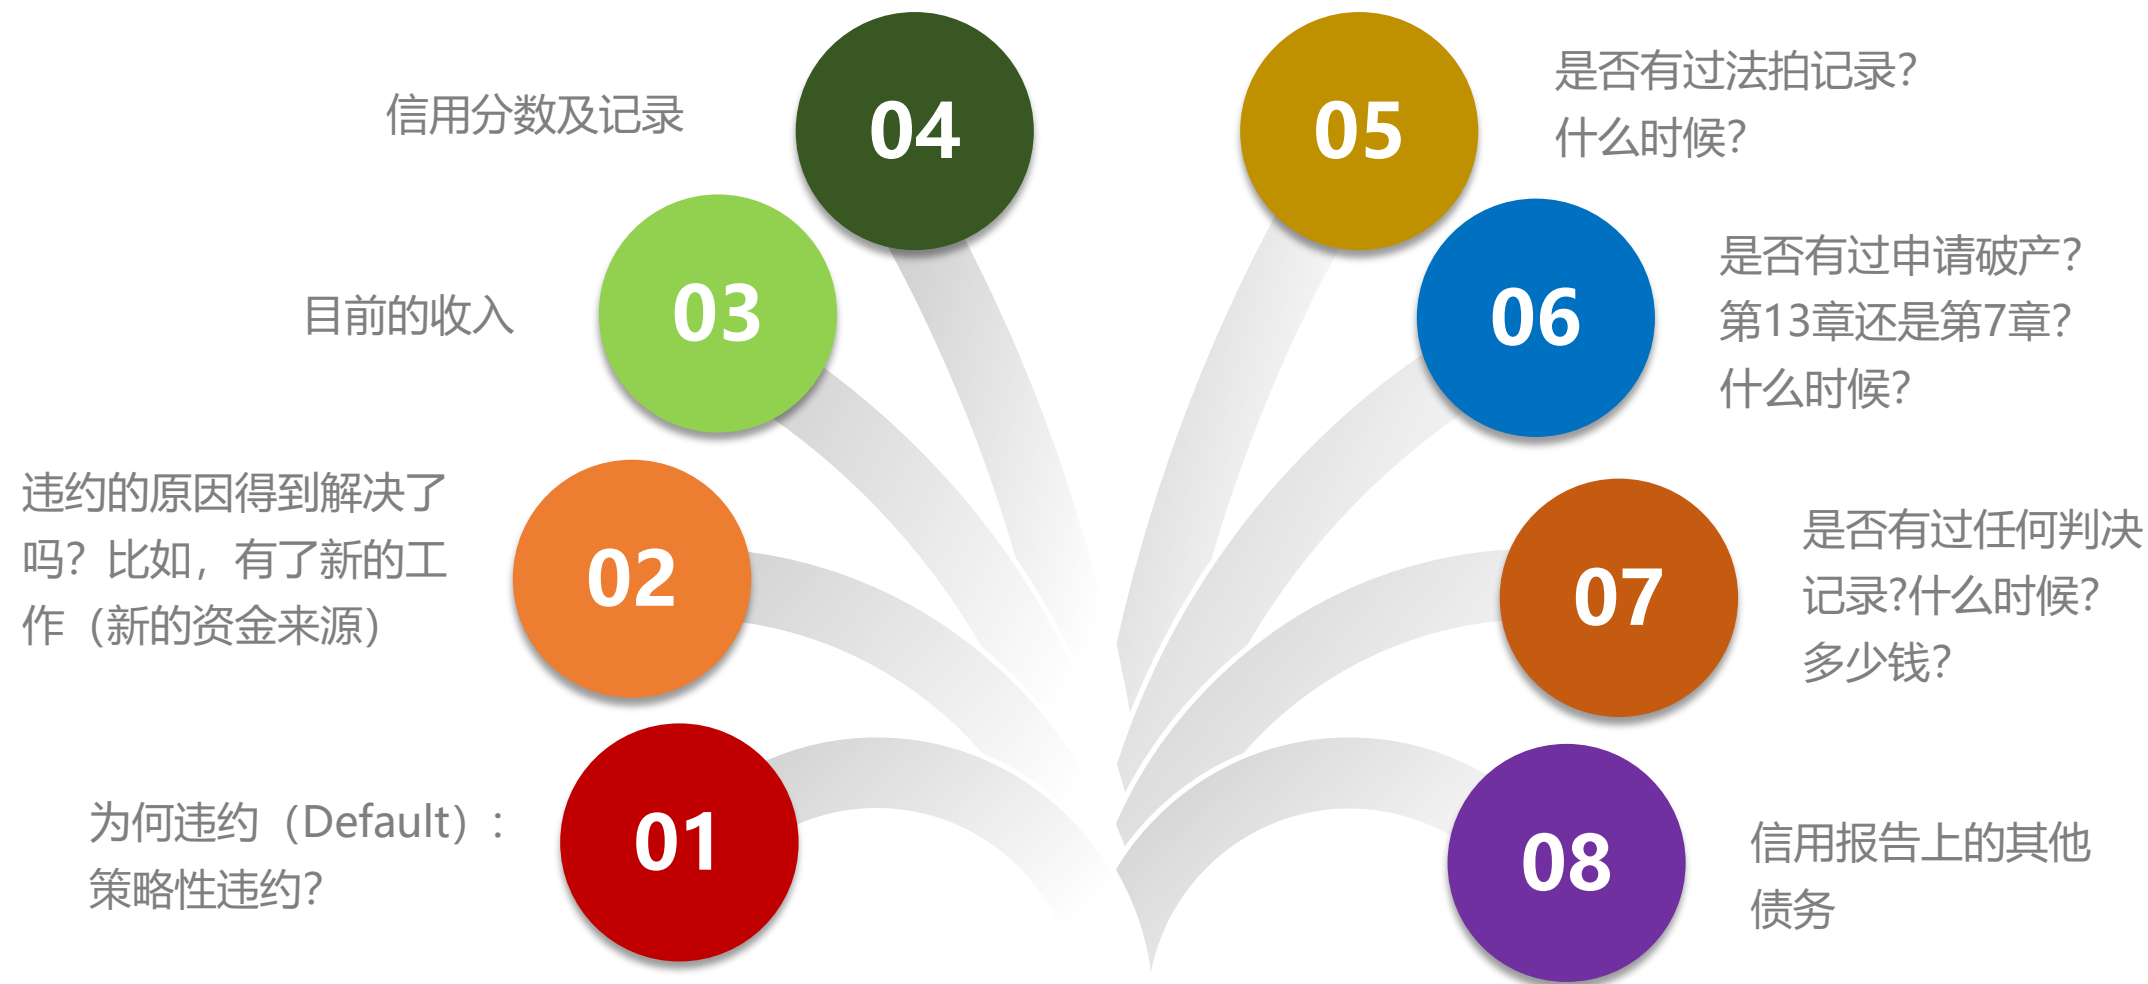 01
为何违约（Default）:
策略性违约?
02
违约的原因得到解决了
吗？比如，有了新的工
作（新的资金来源）
03
目前的收入
04
信用分数及记录
05
是否有过法拍记录?
什么时候?
06
是否有过申请破产?
第13章还是第7章?
什么时候?
07
是否有过任何判决
记录?什么时候?
多少钱?
08
信用报告上的其他
债务